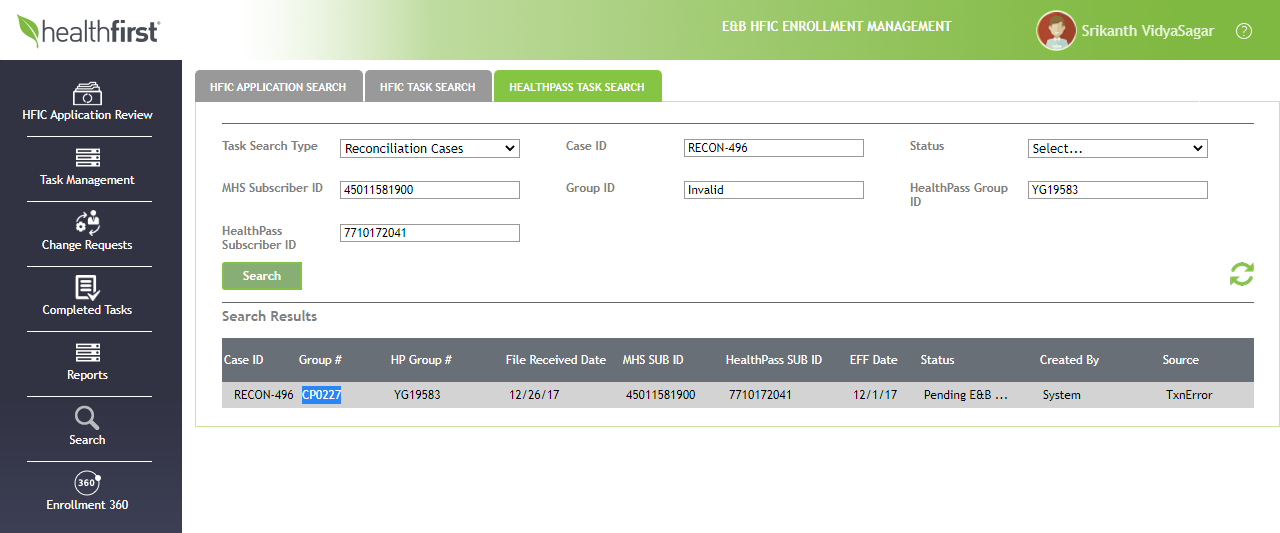 healthfirst
E&B HFIC ENROLLMENT MANAGEMENT
Srikanth VidyaSagar
?
HFIC Application Review
Task Management
Change Requests
Completed Tasks
Reports
Search
360
Enrollment 360
HFIC APPLICATION SEARCH
HFIC TASK SEARCH
HEALTHPASS TASK SEARCH
Task Search Type Reconciliation Cases Case ID RECON-496 Status Select...
MHS Subscriber ID 45011581900 Group ID Invalid HealthPass Group
ID YG19583
HealthPass
Subscriber ID 7710172041
Search
Search Results
Case ID Group # HP Group # File Received Date MHS SUB ID HealthPass SUB ID EFF Date Status Created By Source
RECON-496 CP0227 YG19583 12/26/17 45011581900 7710172041 12/1/17 Pending E&B ... System TxnError